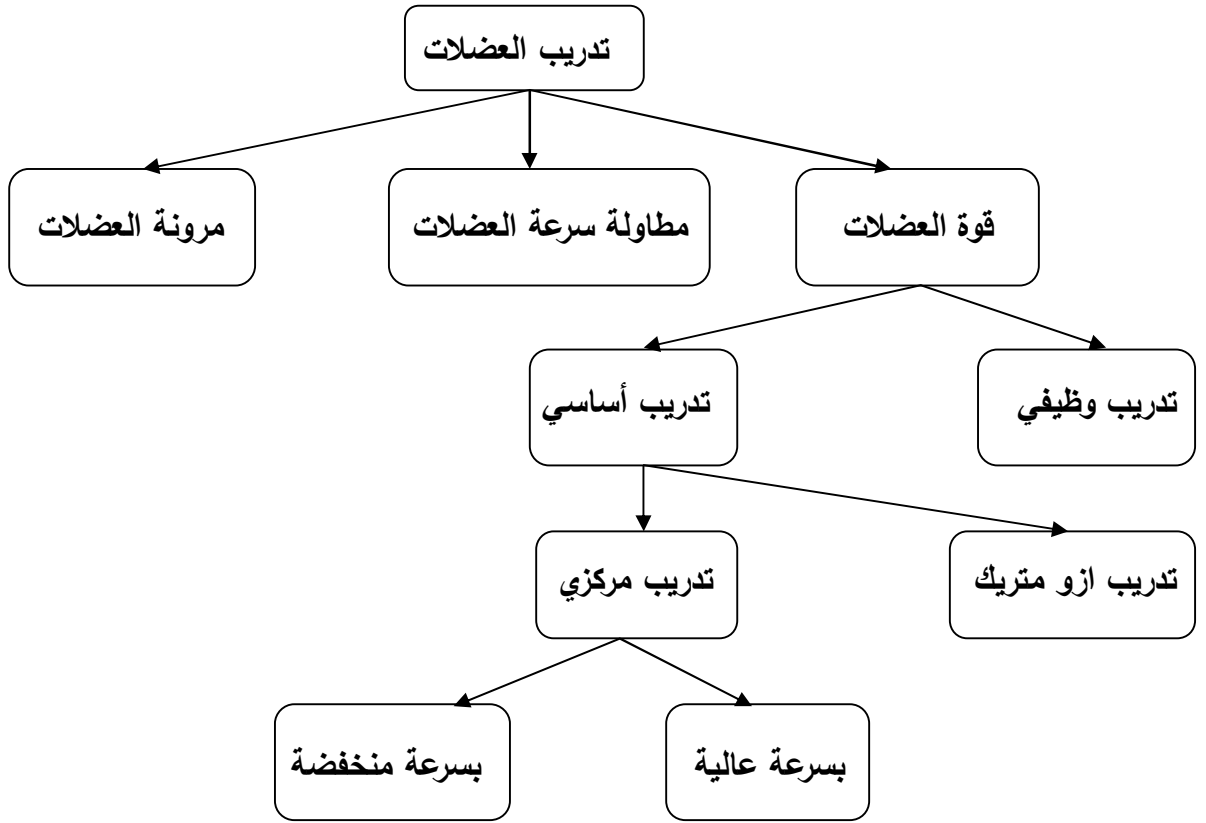 تدريب العضلات
قوة العضلات
مطاولة سرعة العضلات
مرونة العضلات
تدريب وظيفي
تدريب أساسي
تدريب ازو متريك
تدريب مركزي
بسرعة عالية
بسرعة منخفضة